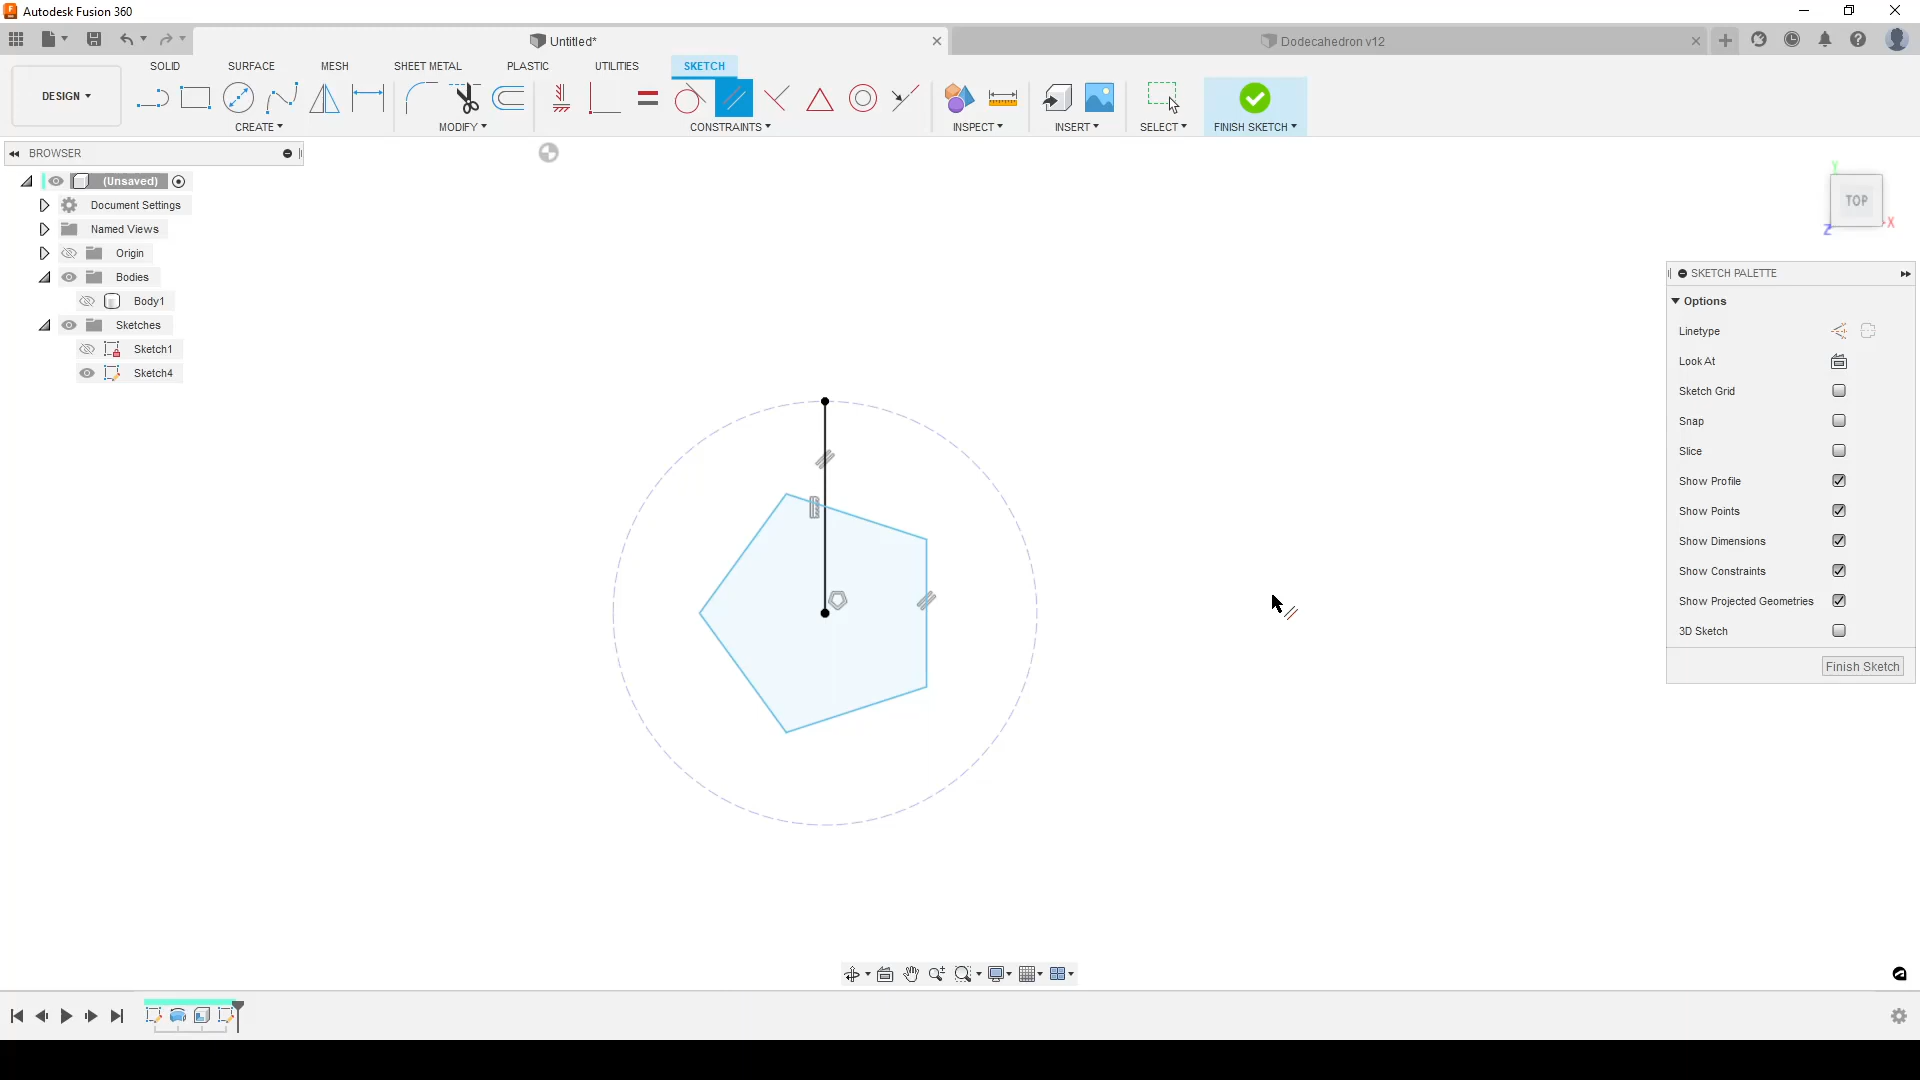 Autodesk Fusion 360
Untitled*
Dodecahedron v12
SOLID SURFACE MESH SHEET METAL PLASTIC UTILITIES SKETCH
DESIGN
CREATE MODIFY CONSTRAINTS INSPECT INSERT SELECT FINISH SKETCH
BROWSER
(Unsaved)
Document Settings
Named Views
Origin
Bodies
Body1
Sketches
Sketch1
Sketch4
Y
TOP
X
Z
SKETCH PALETTE
Options
Linetype
Look At
Sketch Grid
Snap
Slice
Show Profile
Show Points
Show Dimensions
Show Constraints
Show Projected Geometries
3D Sketch
Finish Sketch